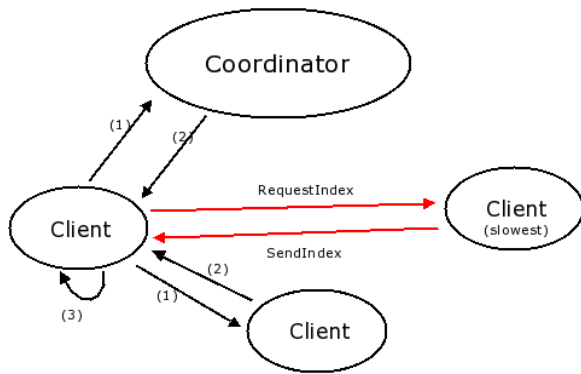 Coordinator
(1)
(2)
RequestIndex
Client
(slowest)
Client
SendIndex
(2)
(1)
(3)
Client